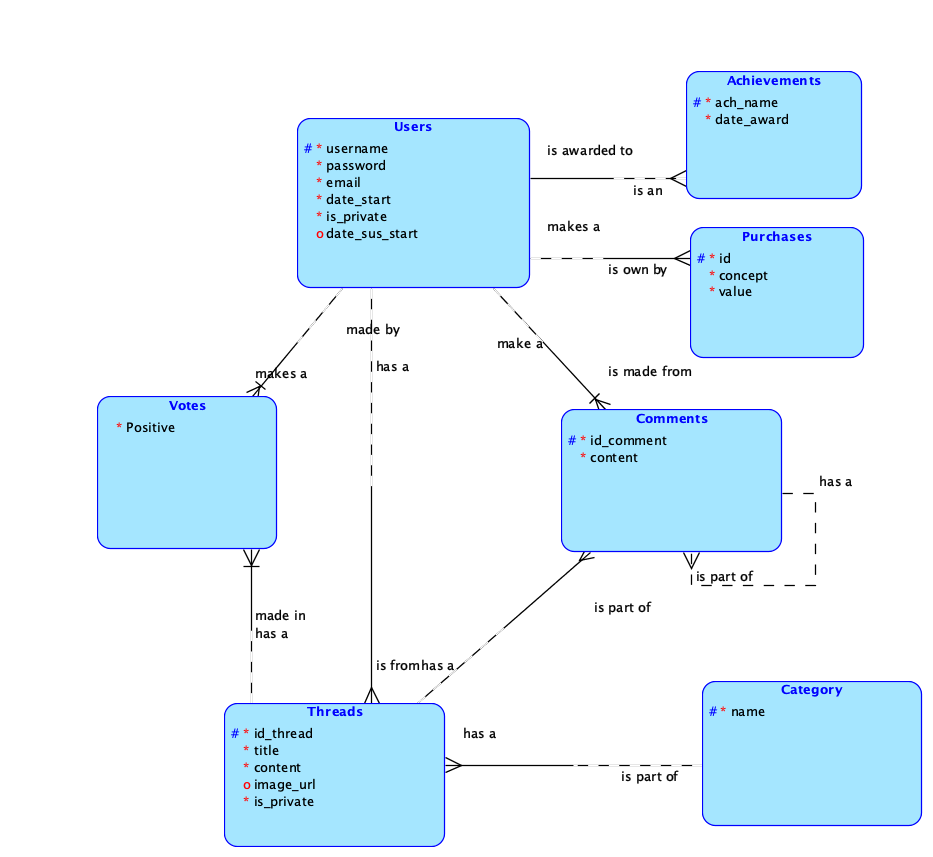 Achievements
# * ach_name
* date_award
Users
# * username
* password
* email
* date_start
* is_private
o date_sus_start
is awarded to
is an
makes a
is own by
Purchases
# * id
* concept
* value
made by
has a
makes a
make a
is made from
Votes
* Positive
Comments
# * id_comment
* content
has a
is part of
made in
has a
is part of
is from
has a
Threads
# * id_thread
* title
* content
o image_url
* is_private
has a
is part of
Category
# * name